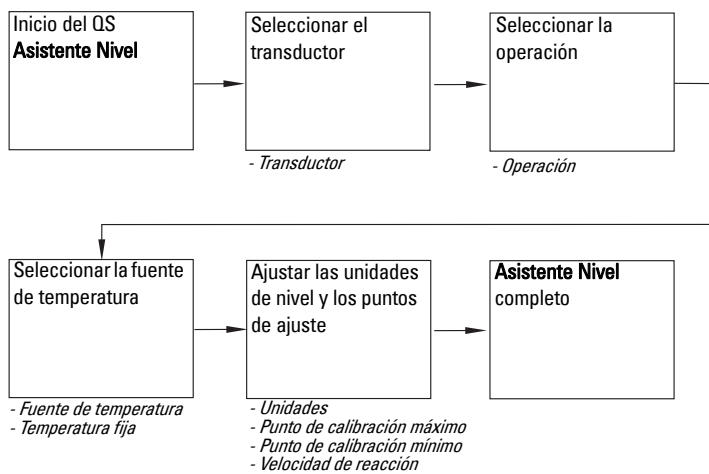 Inicio del QS
Asistente Nivel
Seleccionar el
transductor
- Transductor
Seleccionar la
operación
- Operación
Seleccionar la fuente
de temperatura
- Fuente de temperatura
- Temperatura fija
Ajustar las unidades
de nivel y los puntos
de ajuste
- Unidades
- Punto de calibración máximo
- Punto de calibración mínimo
- Velocidad de reacción
Asistente Nivel
completo